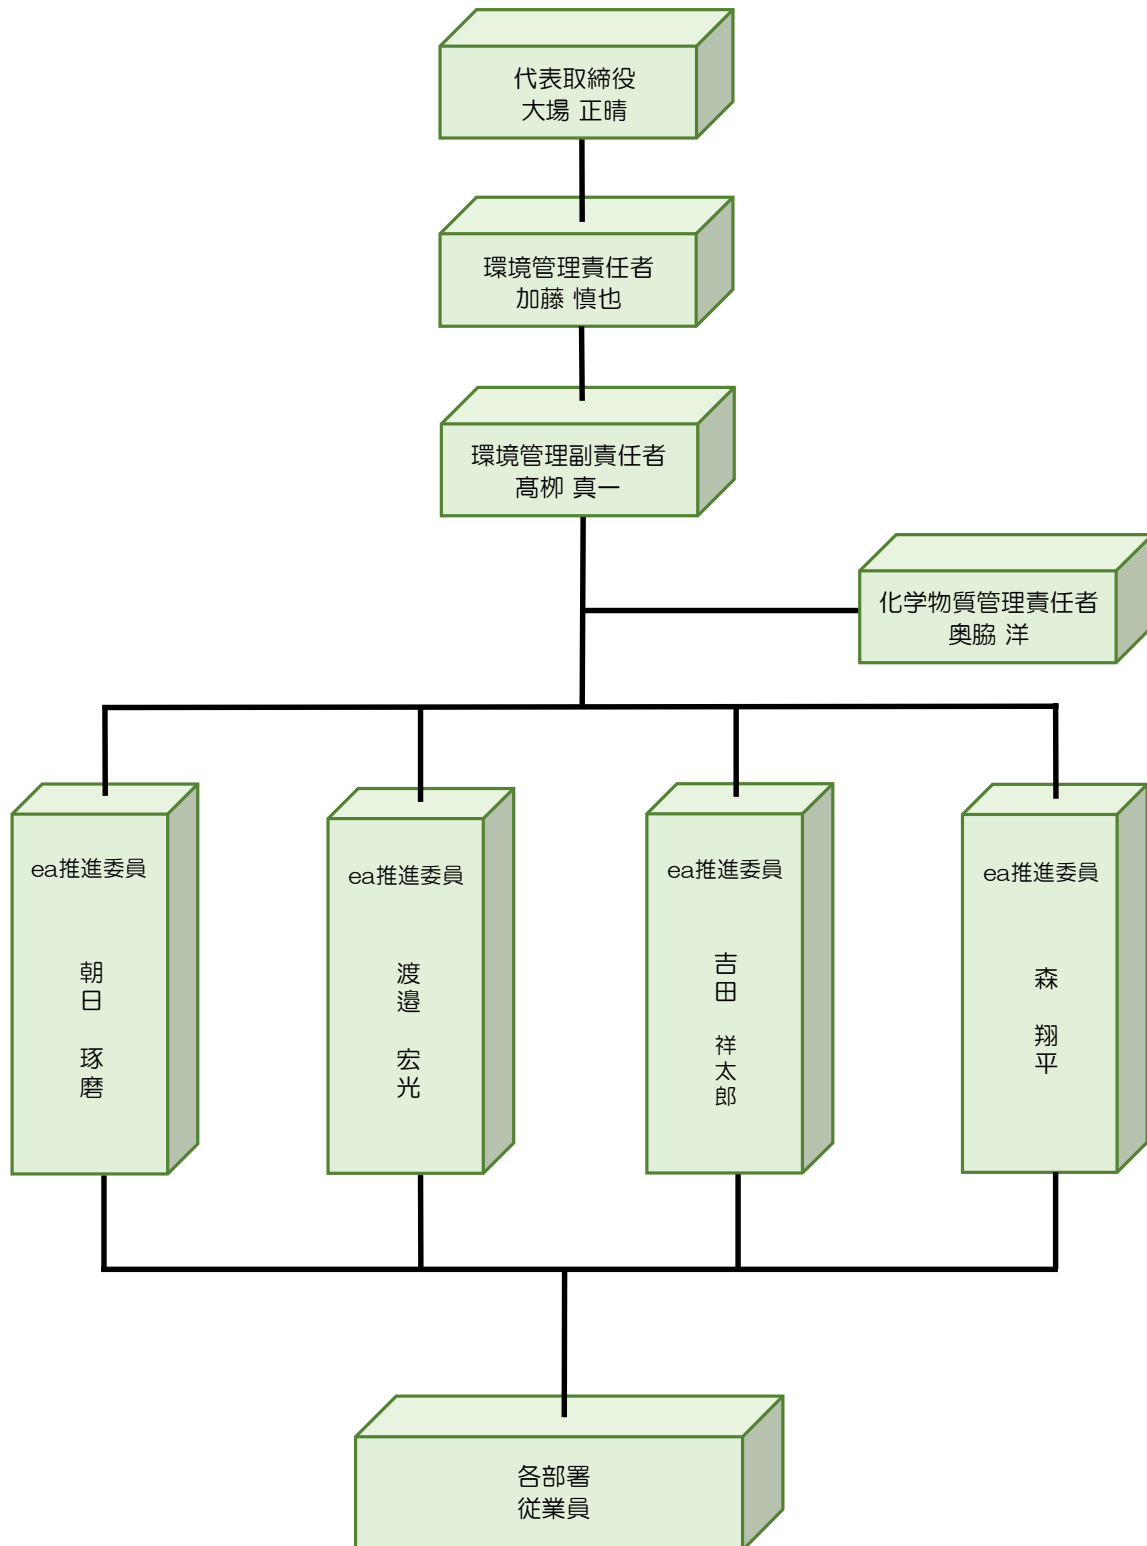 代表取締役
大場 正晴
環境管理責任者
加藤 慎也
環境管理副責任者
髙栁 真一
化学物質管理責任者
奥脇 洋
ea推進委員
朝日 琢磨
ea推進委員
渡邉 宏光
ea推進委員
吉田 祥太郎
ea推進委員
森 翔平
各部署
従業員